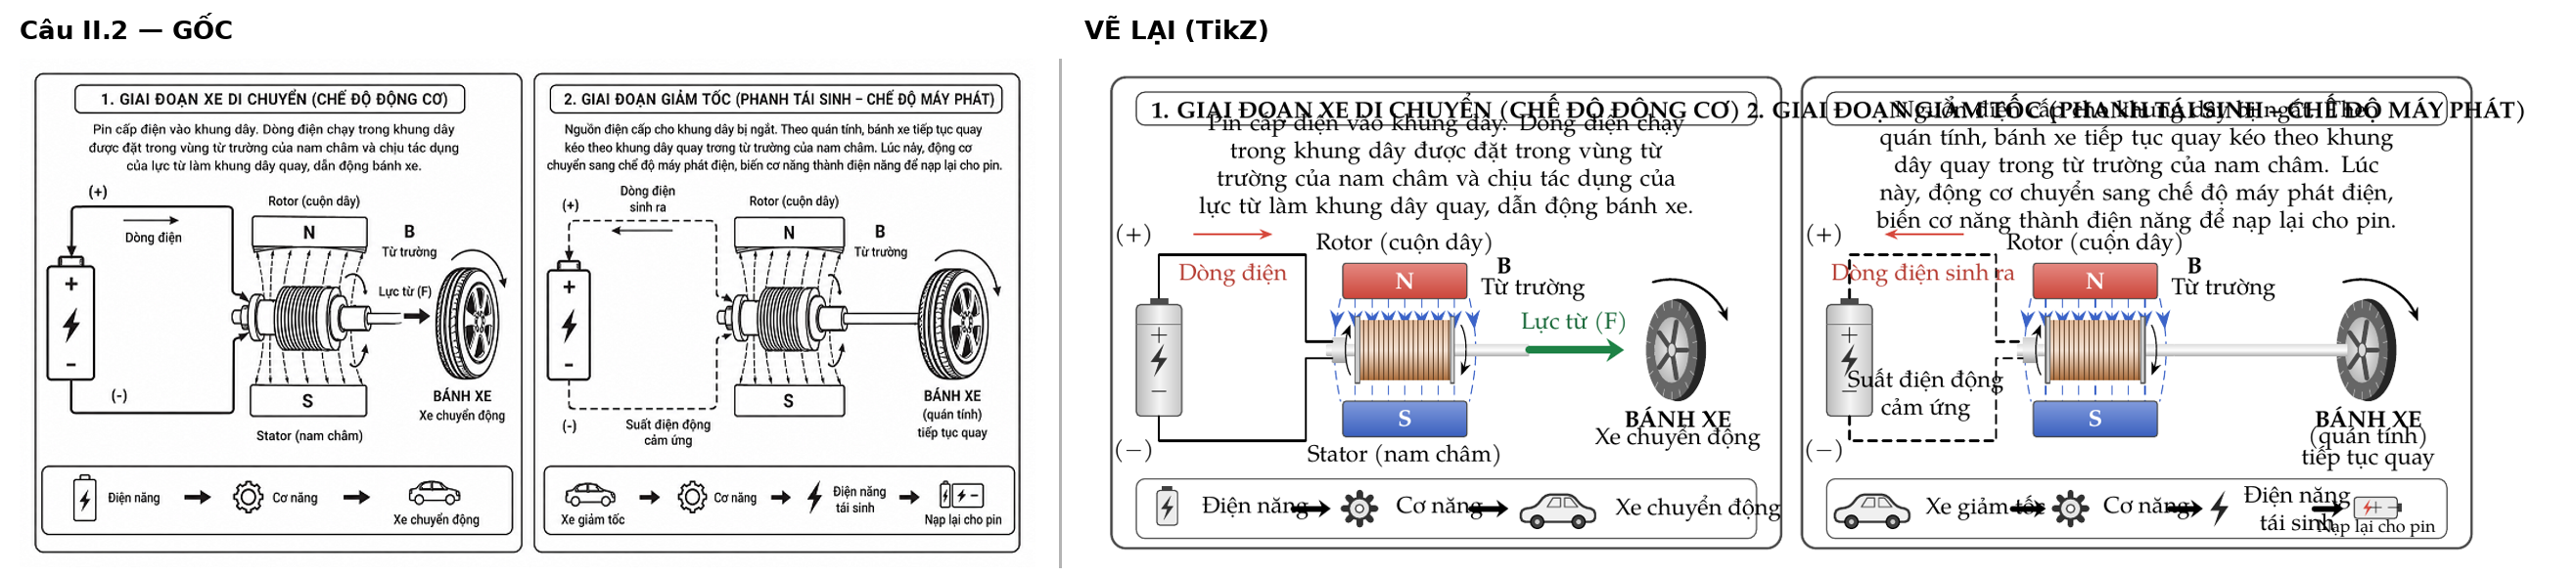 Câu II.2 — GỐC
1. GIAI ĐOẠN XE DI CHUYỂN (CHẾ ĐỘ ĐỘNG CƠ)
Pin cấp điện vào khung dây. Dòng điện chạy trong khung dây
được đặt trong vùng từ trường của nam châm và chịu tác dụng
của lực từ làm khung dây quay, dẫn động bánh xe.
(+)
Dòng điện
Rotor (cuộn dây)
N
B
Từ trường
Lực từ (F)
+
-
(-)
S
Stator (nam châm)
BÁNH XE
Xe chuyển động
Điện năng
Cơ năng
Xe chuyển động
2. GIAI ĐOẠN GIẢM TỐC (PHANH TÁI SINH – CHẾ ĐỘ MÁY PHÁT)
Nguồn điện cấp cho khung dây bị ngắt. Theo quán tính, bánh xe tiếp tục quay
kéo theo khung dây quay trong từ trường của nam châm. Lúc này, động cơ
chuyển sang chế độ máy phát điện, biến cơ năng thành điện năng để nạp lại cho pin.
Dòng điện
sinh ra
(+)
Rotor (cuộn dây)
N
B
Từ trường
+
-
(-)
Suất điện động
cảm ứng
S
BÁNH XE
(quán tính)
tiếp tục quay
Xe giảm tốc
Cơ năng
Điện năng
tái sinh
Nạp lại cho pin
VẼ LẠI (TikZ)
1. GIAI ĐOẠN XE DI CHUYỂN (CHẾ ĐỘ ĐỘNG CƠ)
Pin cấp điện vào khung dây. Dòng điện chạy
trong khung dây được đặt trong vùng từ
trường của nam châm và chịu tác dụng của
lực từ làm khung dây quay, dẫn động bánh xe.
(+)
Dòng điện
Rotor (cuộn dây)
N
B
Từ trường
Lực từ (F)
+
−
(−)
S
Stator (nam châm)
BÁNH XE
Xe chuyển động
Điện năng
Cơ năng
Xe chuyển động
2. GIAI ĐOẠN GIẢM TỐC (PHANH TÁI SINH – CHẾ ĐỘ MÁY PHÁT)
quán tính, bánh xe tiếp tục quay kéo theo khung
dây quay trong từ trường của nam châm. Lúc
này, động cơ chuyển sang chế độ máy phát điện,
biến cơ năng thành điện năng để nạp lại cho pin.
(+)
Dòng điện sinh ra
Rotor (cuộn dây)
N
B
Từ trường
+
−
Suất điện động
cảm ứng
(−)
S
BÁNH XE
(quán tính)
tiếp tục quay
Xe giảm tốc
Cơ năng
Điện năng
tái sinh
Nạp lại cho pin